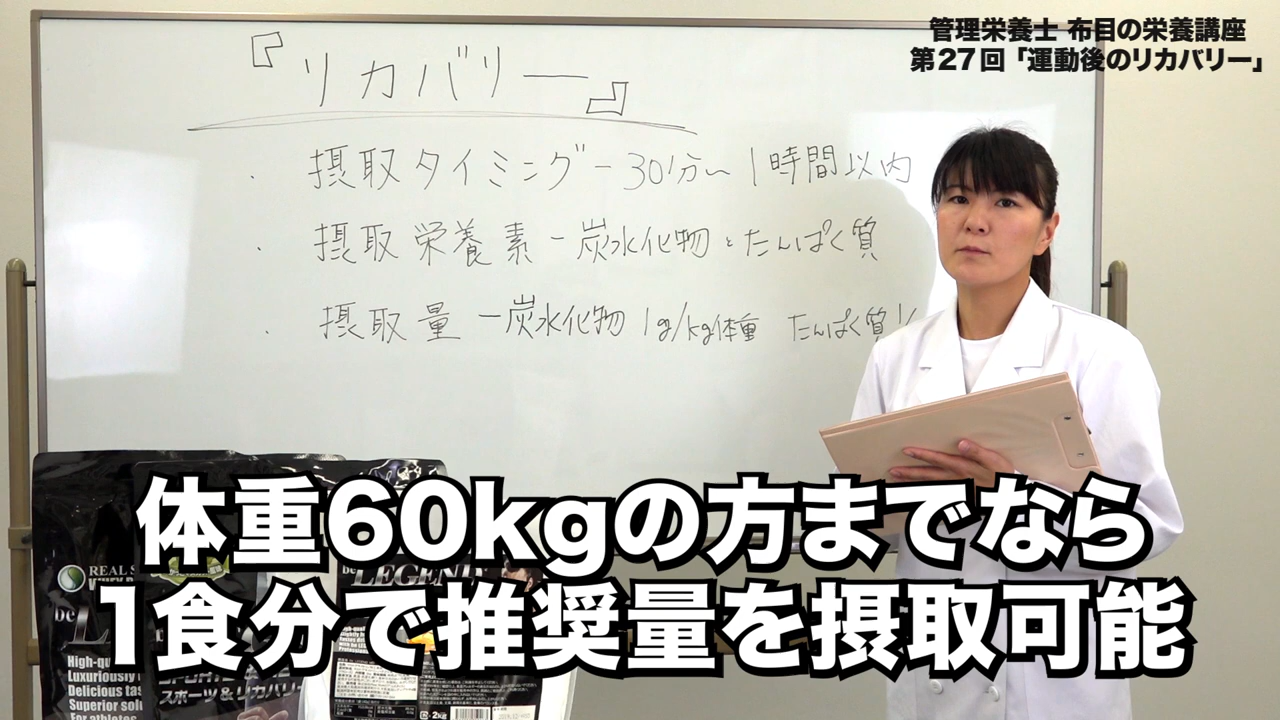 管理栄養士 布目の栄養講座
第27回「運動後のリカバリー」
『リカバリー』
・摂取タイミング－30分～1時間以内
・摂取栄養素－炭水化物とたんぱく質
・摂取量－炭水化物 1g/kg体重 たんぱく質
体重60kgの方までなら
1食分で推奨量を摂取可能
REAL S
be LEGEND
High-qu
Luxuriously
Delicious tas
Superior solu
For athletes
スポーツ&リカバリー
2kg